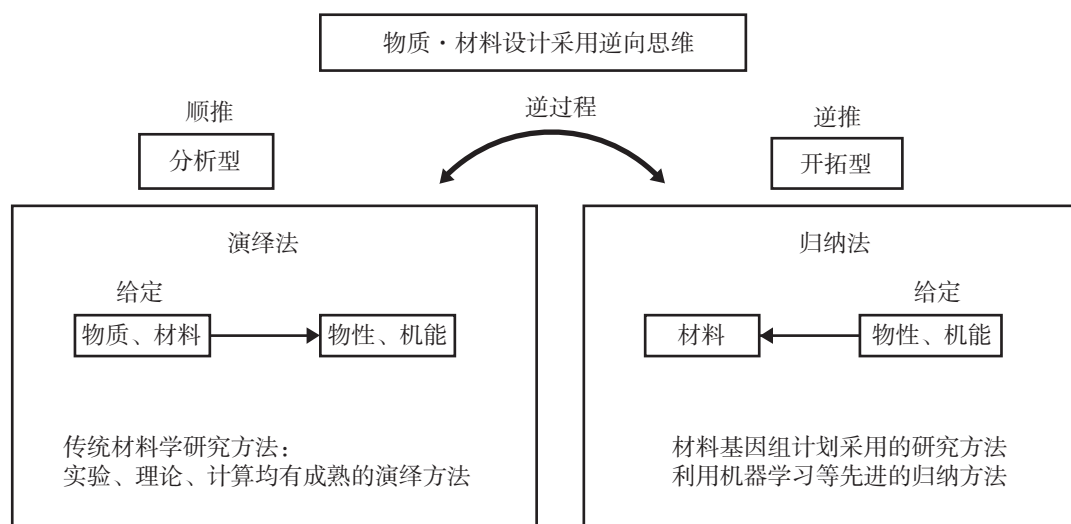 物质·材料设计采用逆向思维
顺推
逆过程
逆推
分析型
开拓型
演绎法
给定
物质、材料
物性、机能
传统材料学研究方法：
实验、理论、计算均有成熟的演绎方法
归纳法
给定
材料
物性、机能
材料基因组计划采用的研究方法
利用机器学习等先进的归纳方法